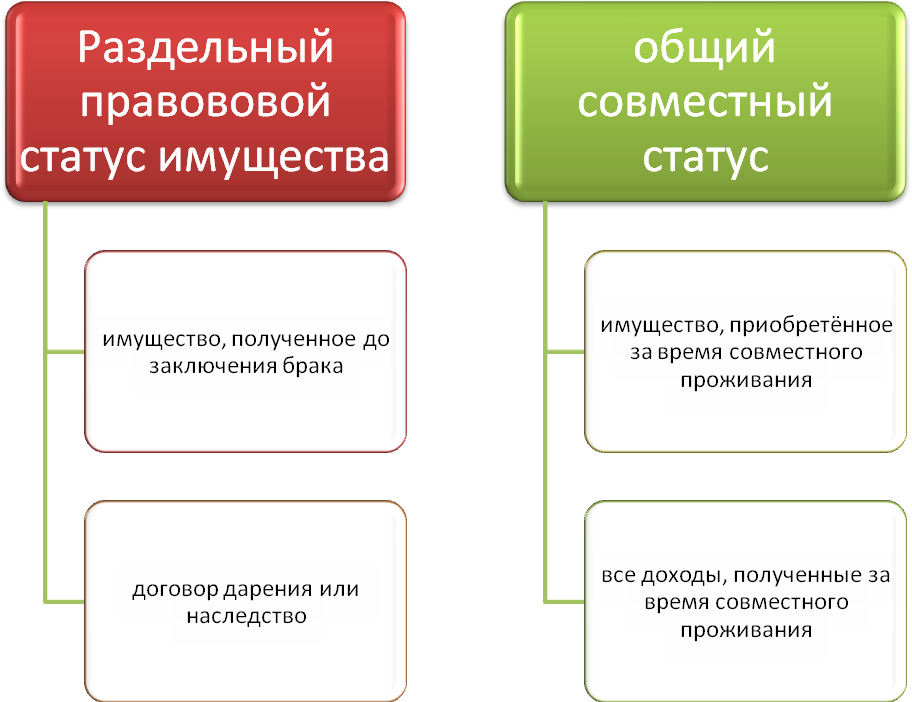 Раздельный
правововой
статус имущества
имущество, полученное до
заключения брака
договор дарения или
наследство
общий
совместный
статус
имущество, приобретённое
за время совместного
проживания
все доходы, полученные за
время совместного
проживания